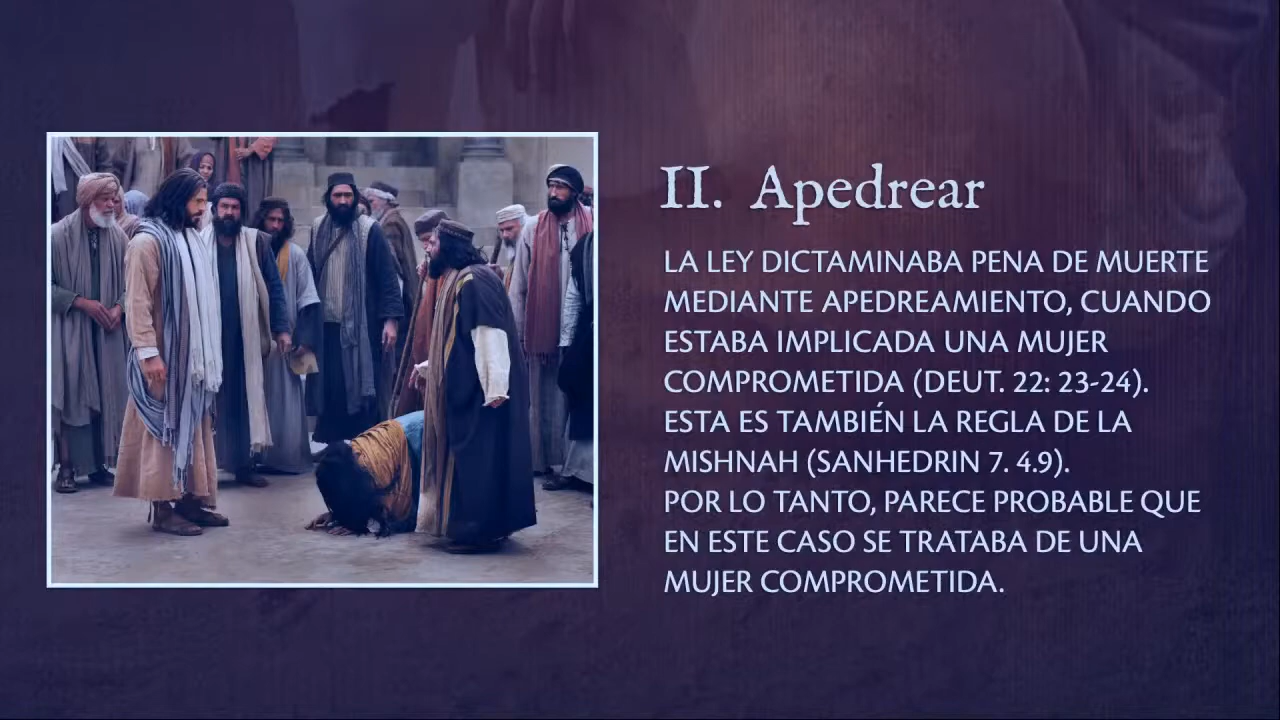 II. Apedrear
LA LEY DICTAMINABA PENA DE MUERTE
MEDIANTE APEDREAMIENTO, CUANDO
ESTABA IMPLICADA UNA MUJER
COMPROMETIDA (DEUT. 22: 23-24).
ESTA ES TAMBIÉN LA REGLA DE LA
MISHNAH (SANHEDRIN 7. 4.9).
POR LO TANTO, PARECE PROBABLE QUE
EN ESTE CASO SE TRATABA DE UNA
MUJER COMPROMETIDA.